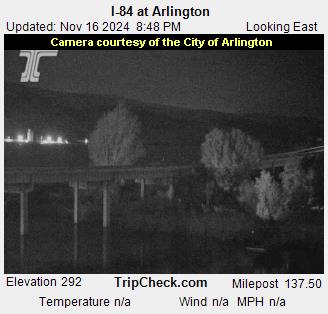 I-84 at Arlington
Updated: Nov 16 2024 8:48 PM Looking East
Camera courtesy of the City of Arlington
Elevation 292 TripCheck.com Milepost 137.50
Temperature n/a Wind n/a MPH n/a